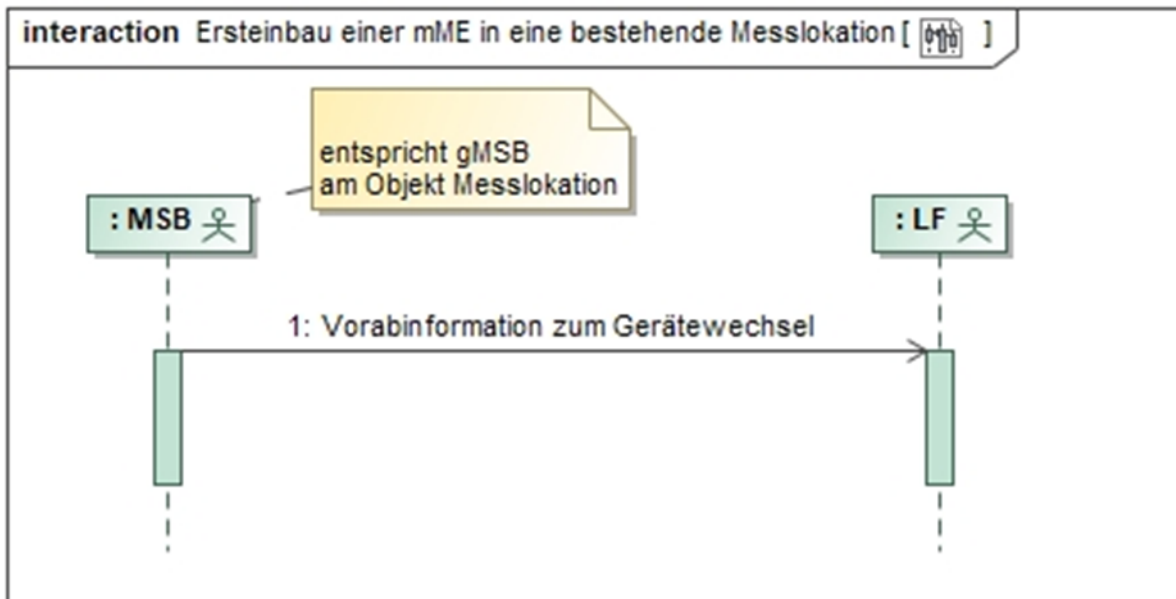 interaction Ersteinbau einer mME in eine bestehende Messlokation [ ]
entspricht gMSB
am Objekt Messlokation
: MSB
: LF
1: Vorabinformation zum Gerätewechsel